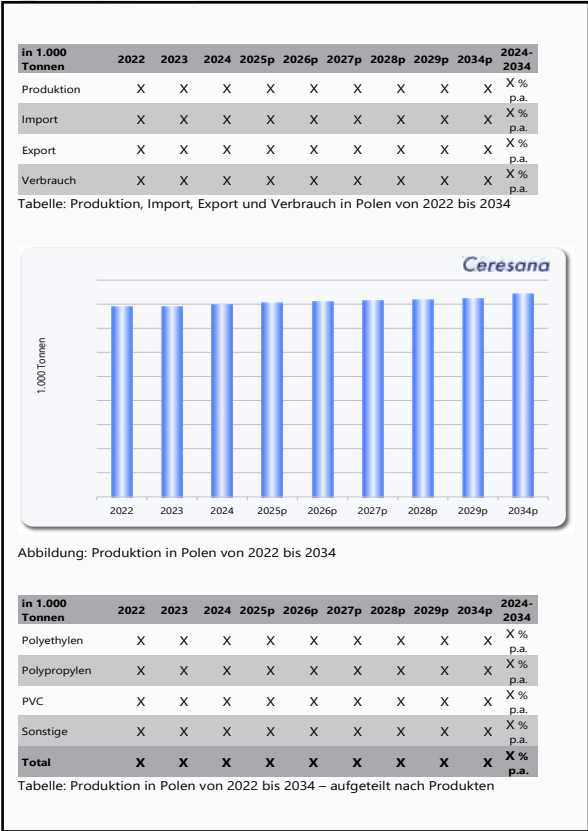 in 1.000 Tonnen 2022 2023 2024 2025p 2026p 2027p 2028p 2029p 2034p 2024-2034
Produktion X X X X X X X X X X % p.a.
Import X X X X X X X X X X % p.a.
Export X X X X X X X X X X % p.a.
Verbrauch X X X X X X X X X X % p.a.
Tabelle: Produktion, Import, Export und Verbrauch in Polen von 2022 bis 2034
Ceresana
1.000 Tonnen
2022 2023 2024 2025p 2026p 2027p 2028p 2029p 2034p
Abbildung: Produktion in Polen von 2022 bis 2034
in 1.000 Tonnen 2022 2023 2024 2025p 2026p 2027p 2028p 2029p 2034p 2024-2034
Polyethylen X X X X X X X X X X % p.a.
Polypropylen X X X X X X X X X X % p.a.
PVC X X X X X X X X X X % p.a.
Sonstige X X X X X X X X X X % p.a.
Total X X X X X X X X X X % p.a.
Tabelle: Produktion in Polen von 2022 bis 2034 – aufgeteilt nach Produkten